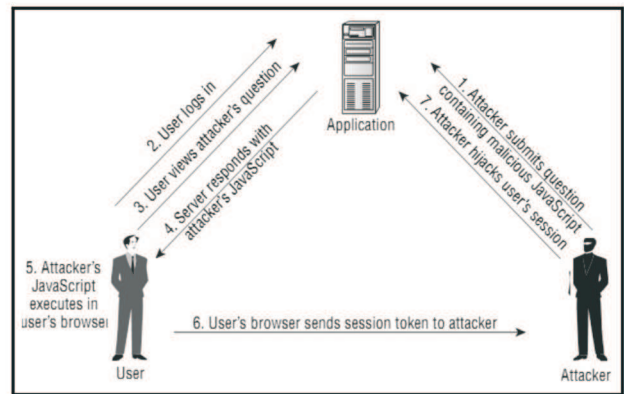 Application
1. Attacker submits question
containing malicious JavaScript
7. Attacker hijacks user's session
2. User logs in
3. User views attacker's question
4. Server responds with
attacker's JavaScript
5. Attacker's
JavaScript
executes in
user's browser
6. User's browser sends session token to attacker
User
Attacker